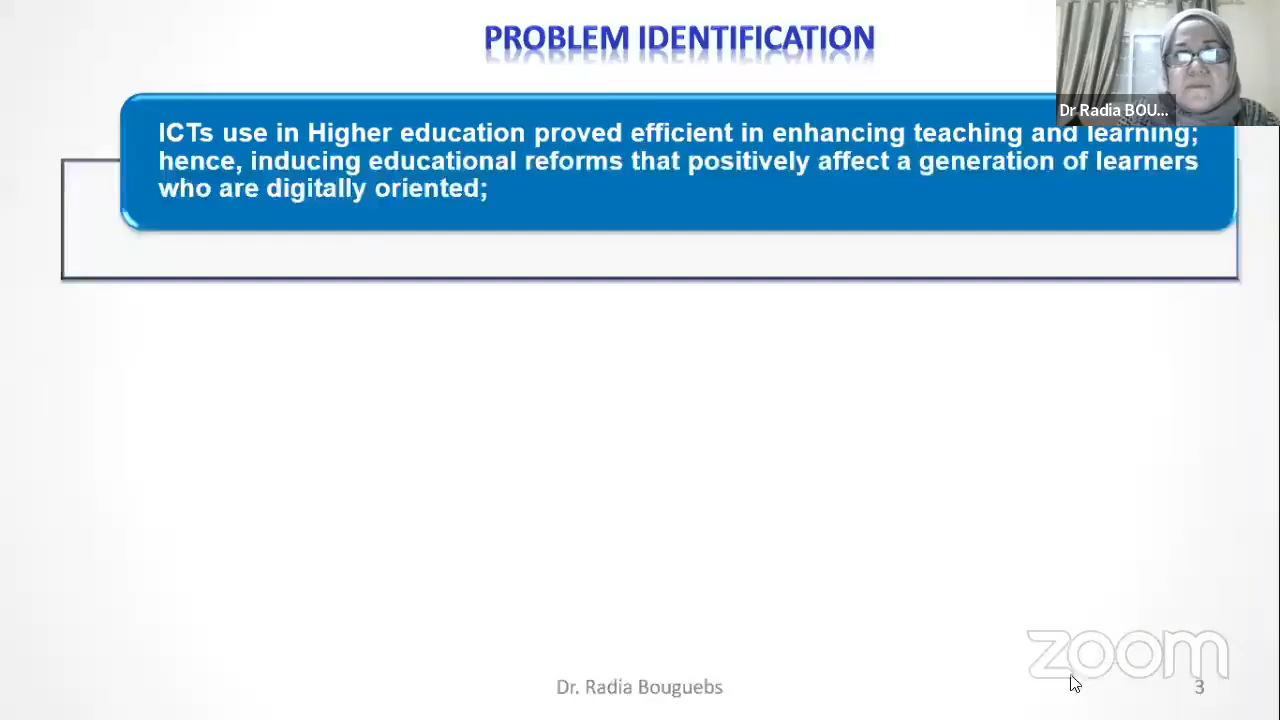 PROBLEM IDENTIFICATION
Dr Radia BOU...
ICTs use in Higher education proved efficient in enhancing teaching and learning;
hence, inducing educational reforms that positively affect a generation of learners
who are digitally oriented;
zoom
Dr. Radia Bouguebs
3